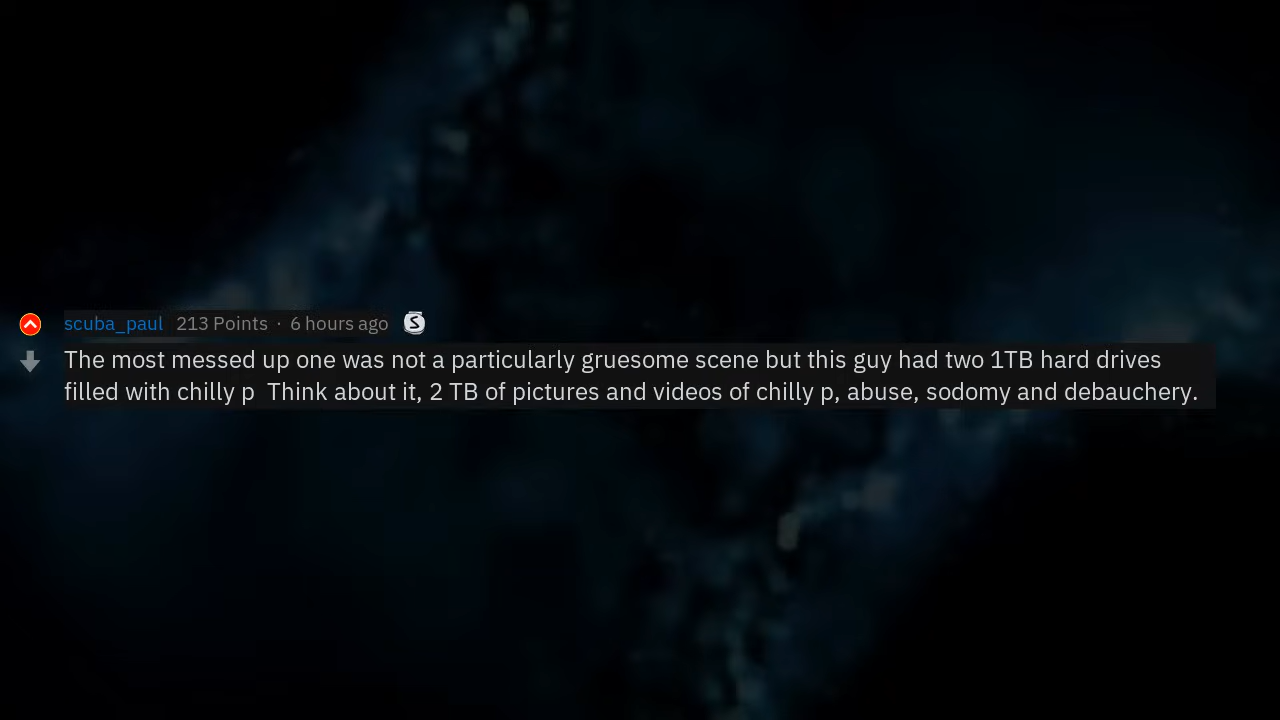 scuba_paul 213 Points · 6 hours ago S
The most messed up one was not a particularly gruesome scene but this guy had two 1TB hard drives
filled with chilly p  Think about it, 2 TB of pictures and videos of chilly p, abuse, sodomy and debauchery.